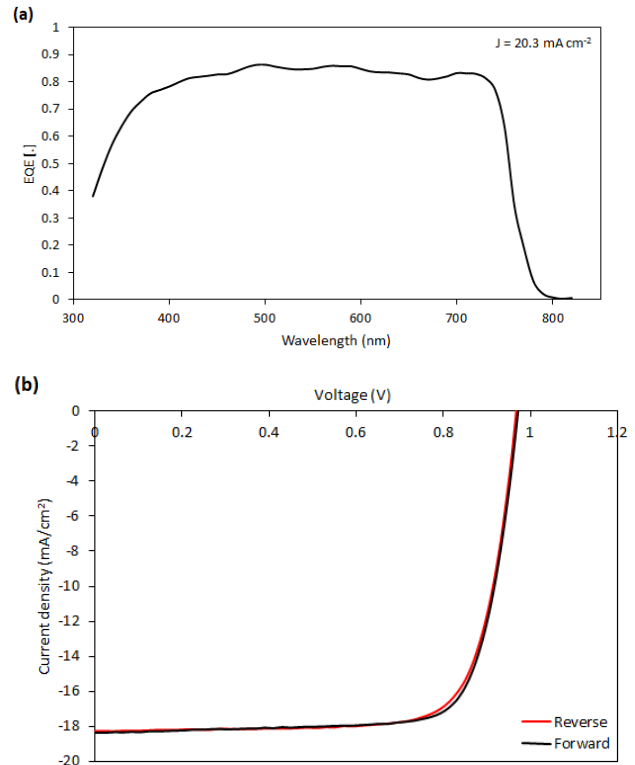 (a)
J = 20.3 mA cm-2
1
0.9
0.8
0.7
0.6
0.5
0.4
0.3
0.2
0.1
0
EQE [.]
300 400 500 600 700 800
Wavelength (nm)
(b)
Voltage (V)
0 0.2 0.4 0.6 0.8 1 1.2
0
-2
-4
-6
-8
-10
-12
-14
-16
-18
-20
Current density (mA/cm²)
Reverse
Forward